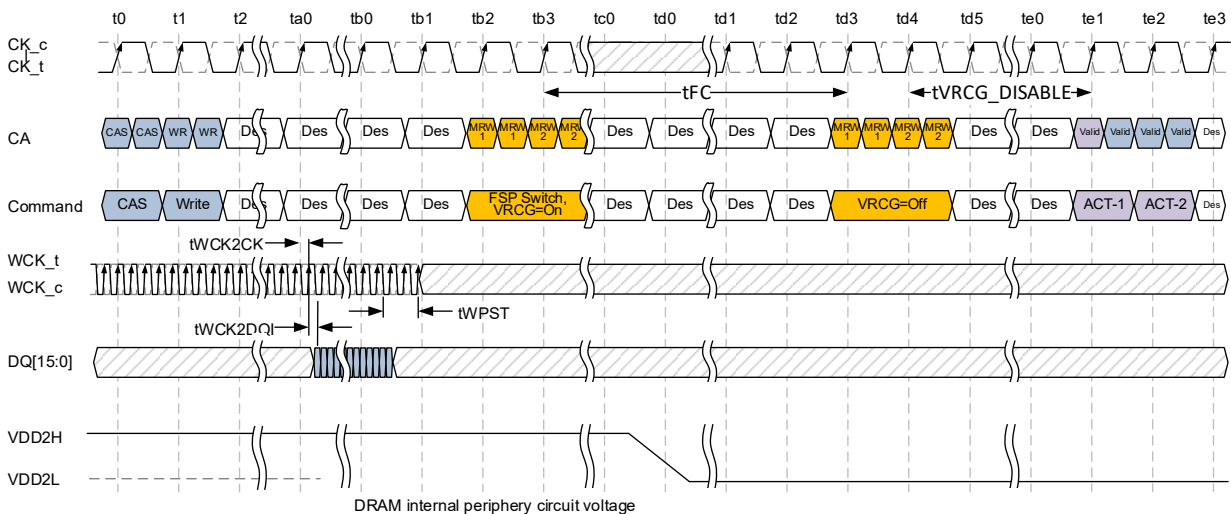 t0 t1 t2 ta0 tb0 tb1 tb2 tb3 tc0 td0 td1 td2 td3 td4 td5 te0 te1 te2 te3
CK_c
CK_t
tFC tVRCG_DISABLE
CA CAS CAS WR WR Des Des Des Des MRW 1 MRW 1 MRW 2 MRW 2 Des Des Des Des MRW 1 MRW 1 MRW 2 MRW 2 Des Des Valid Valid Valid Valid Des
Command CAS Write Des Des Des Des FSP Switch, VRCG=On Des Des Des Des VRCG=Off Des Des ACT-1 ACT-2 Des
tWCK2CK
WCK_t
WCK_c
tWPST
tWCK2DQI
DQ[15:0]
VDD2H
VDD2L
DRAM internal periphery circuit voltage